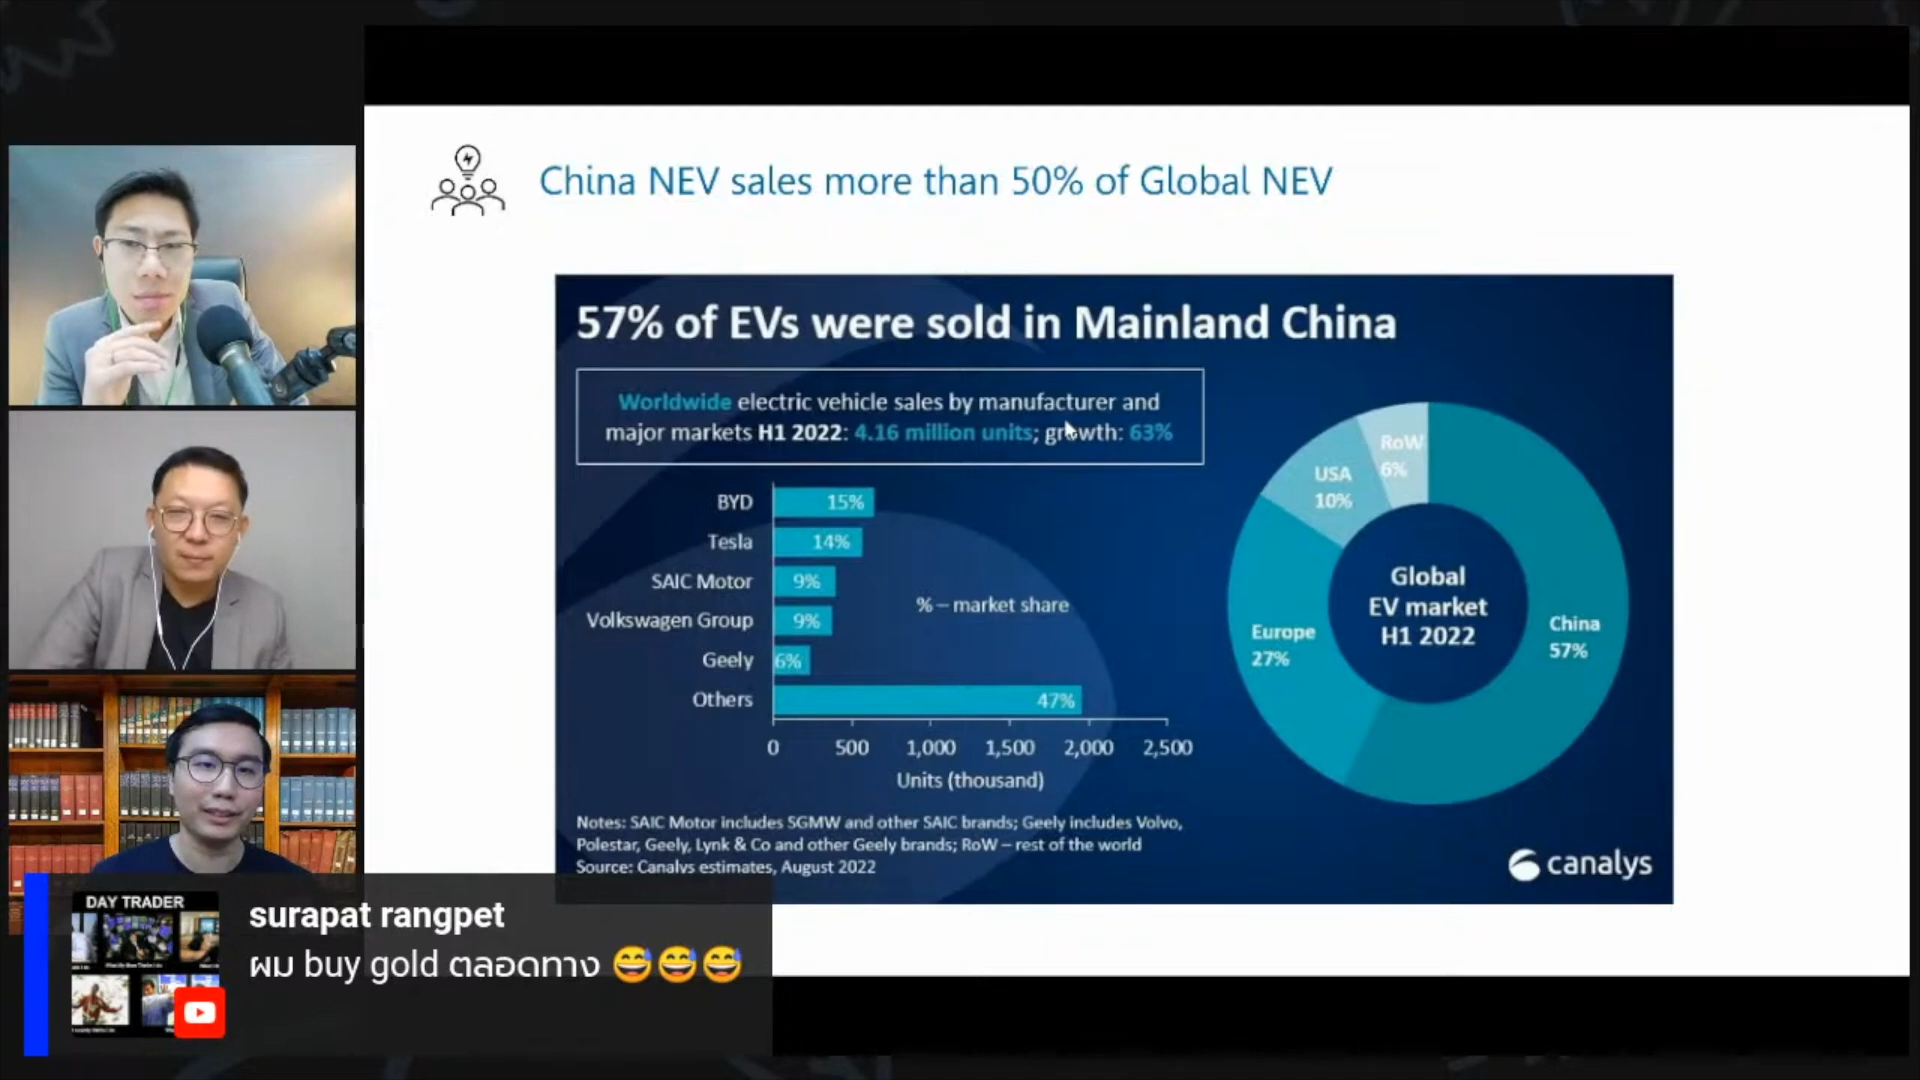 China NEV sales more than 50% of Global NEV
57% of EVs were sold in Mainland China
Worldwide electric vehicle sales by manufacturer and
major markets H1 2022: 4.16 million units; growth: 63%
BYD 15%
Tesla 14%
SAIC Motor 9%
Volkswagen Group 9%
Geely 6%
Others 47%
% – market share
0 500 1,000 1,500 2,000 2,500
Units (thousand)
Notes: SAIC Motor includes SGMW and other SAIC brands; Geely includes Volvo,
Polestar, Geely, Lynk & Co and other Geely brands; RoW – rest of the world
Source: Canalys estimates, August 2022
RoW
6%
USA
10%
Europe
27%
China
57%
Global
EV market
H1 2022
canalys
DAY TRADER
surapat rangpet
ผม buy gold ตลอดทาง 😅😅😅